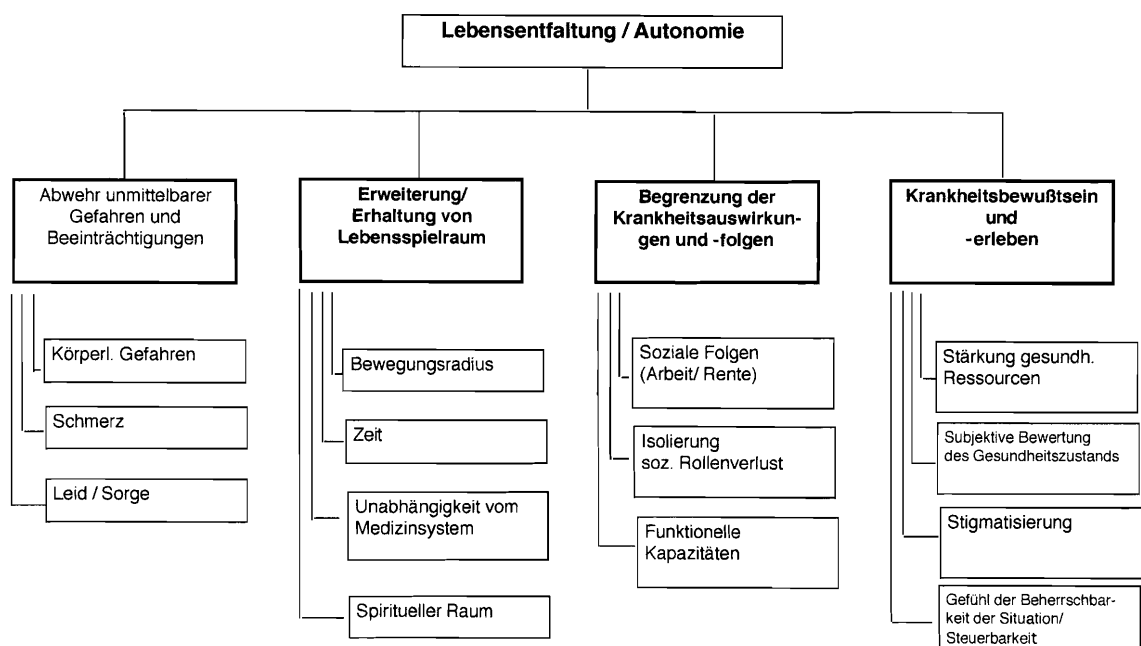 Lebensentfaltung / Autonomie
Abwehr unmittelbarer
Gefahren und
Beeinträchtigungen
Körperl. Gefahren
Schmerz
Leid / Sorge
Erweiterung/
Erhaltung von
Lebensspielraum
Bewegungsradius
Zeit
Unabhängigkeit vom
Medizinsystem
Spiritueller Raum
Begrenzung der
Krankheitsauswirkun-
gen und -folgen
Soziale Folgen
(Arbeit/ Rente)
Isolierung
soz. Rollenverlust
Funktionelle
Kapazitäten
Krankheitsbewußtsein
und
-erleben
Stärkung gesundh.
Ressourcen
Subjektive Bewertung
des Gesundheitszustands
Stigmatisierung
Gefühl der Beherrschbar-
keit der Situation/
Steuerbarkeit